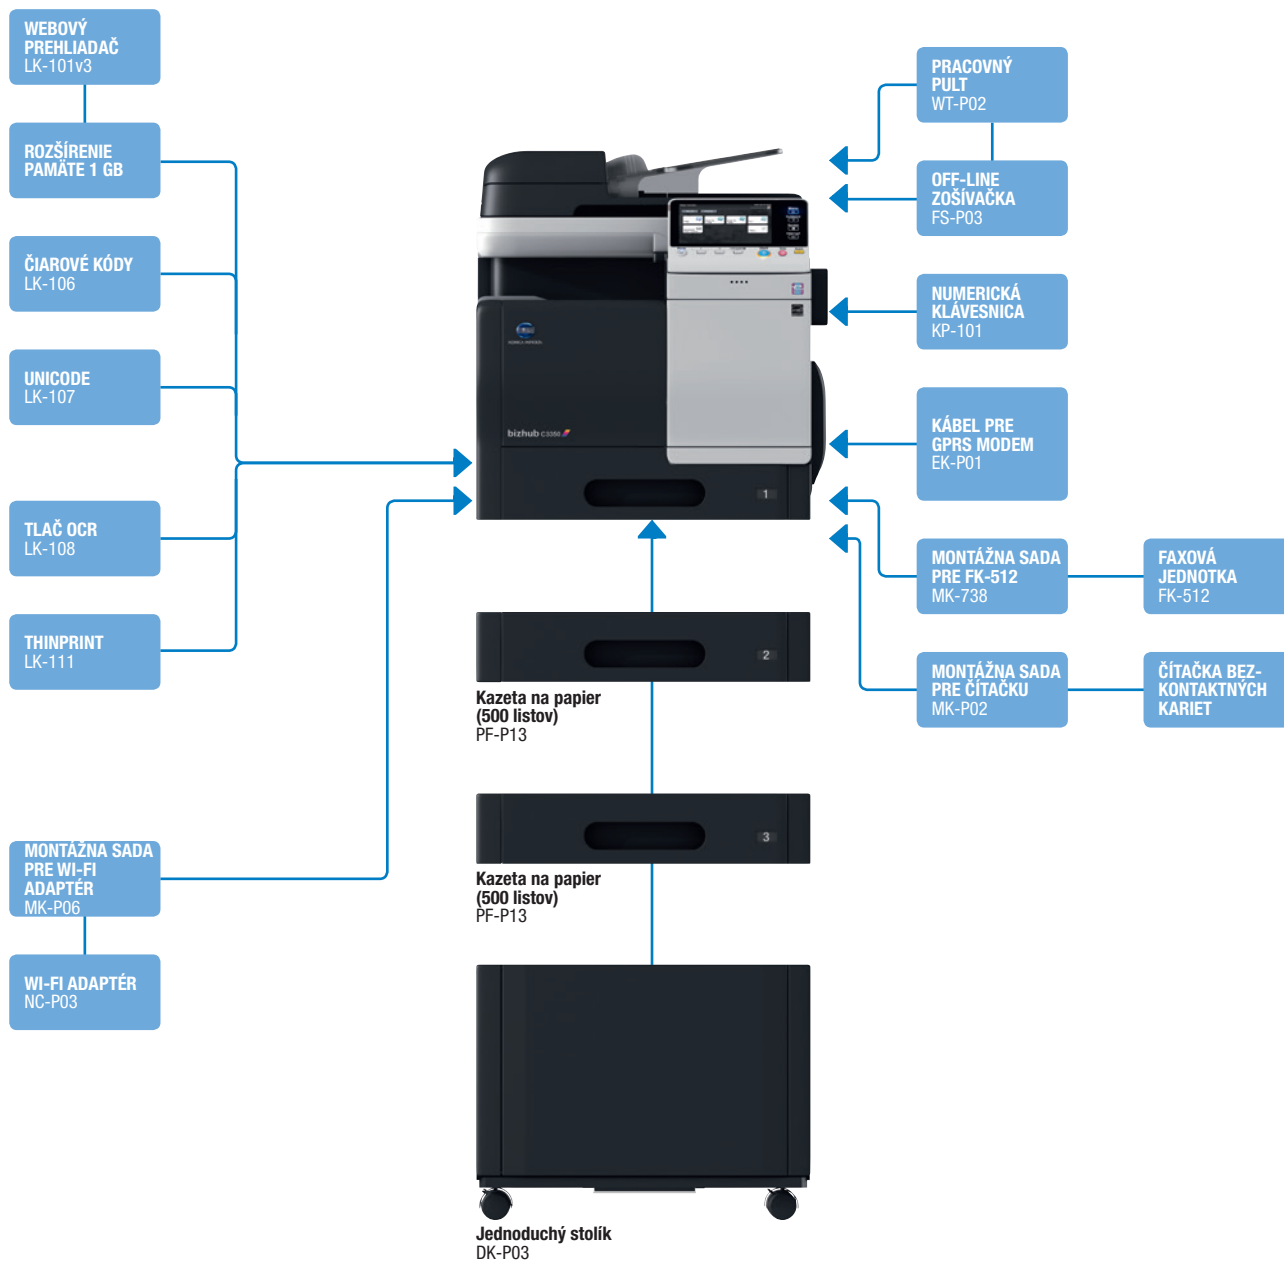 WEBOVÝ
PREHLIADAČ
LK-101v3
ROZŠÍRENIE
PAMÄTE 1 GB
ČIAROVÉ KÓDY
LK-106
UNICODE
LK-107
TLAČ OCR
LK-108
THINPRINT
LK-111
MONTÁŽNA SADA
PRE WI-FI
ADAPTÉR
MK-P06
WI-FI ADAPTÉR
NC-P03
KONICA MINOLTA
bizhub C3350
1
2
Kazeta na papier
(500 listov)
PF-P13
3
Kazeta na papier
(500 listov)
PF-P13
Jednoduchý stolík
DK-P03
PRACOVNÝ
PULT
WT-P02
OFF-LINE
ZOŠÍVAČKA
FS-P03
NUMERICKÁ
KLÁVESNICA
KP-101
KÁBEL PRE
GPRS MODEM
EK-P01
MONTÁŽNA SADA
PRE FK-512
MK-738
FAXOVÁ
JEDNOTKA
FK-512
MONTÁŽNA SADA
PRE ČÍTAČKU
MK-P02
ČÍTAČKA BEZ-
KONTAKTNÝCH
KARIET